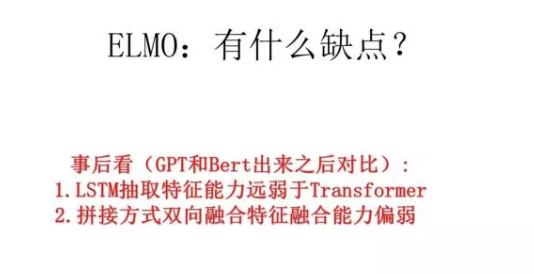 ELMO：有什么缺点？
事后看（GPT和Bert出来之后对比）:
1.LSTM抽取特征能力远弱于Transformer
2.拼接方式双向融合特征融合能力偏弱